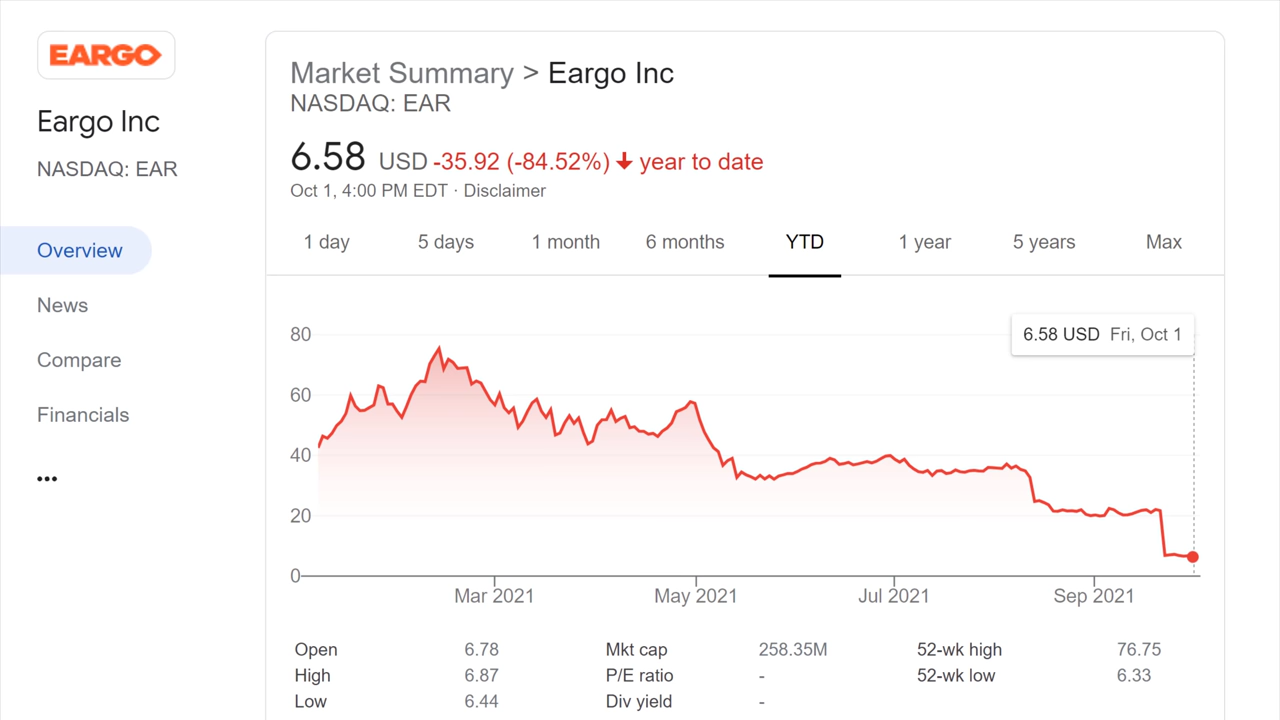 EARGO
Eargo Inc
NASDAQ: EAR
Overview
News
Compare
Financials
•••
Market Summary > Eargo Inc
NASDAQ: EAR
6.58 USD -35.92 (-84.52%) ↓ year to date
Oct 1, 4:00 PM EDT · Disclaimer
1 day 5 days 1 month 6 months YTD 1 year 5 years Max
6.58 USD Fri, Oct 1
80
60
40
20
0
Mar 2021 May 2021 Jul 2021 Sep 2021
Open 6.78 Mkt cap 258.35M 52-wk high 76.75
High 6.87 P/E ratio - 52-wk low 6.33
Low 6.44 Div yield -